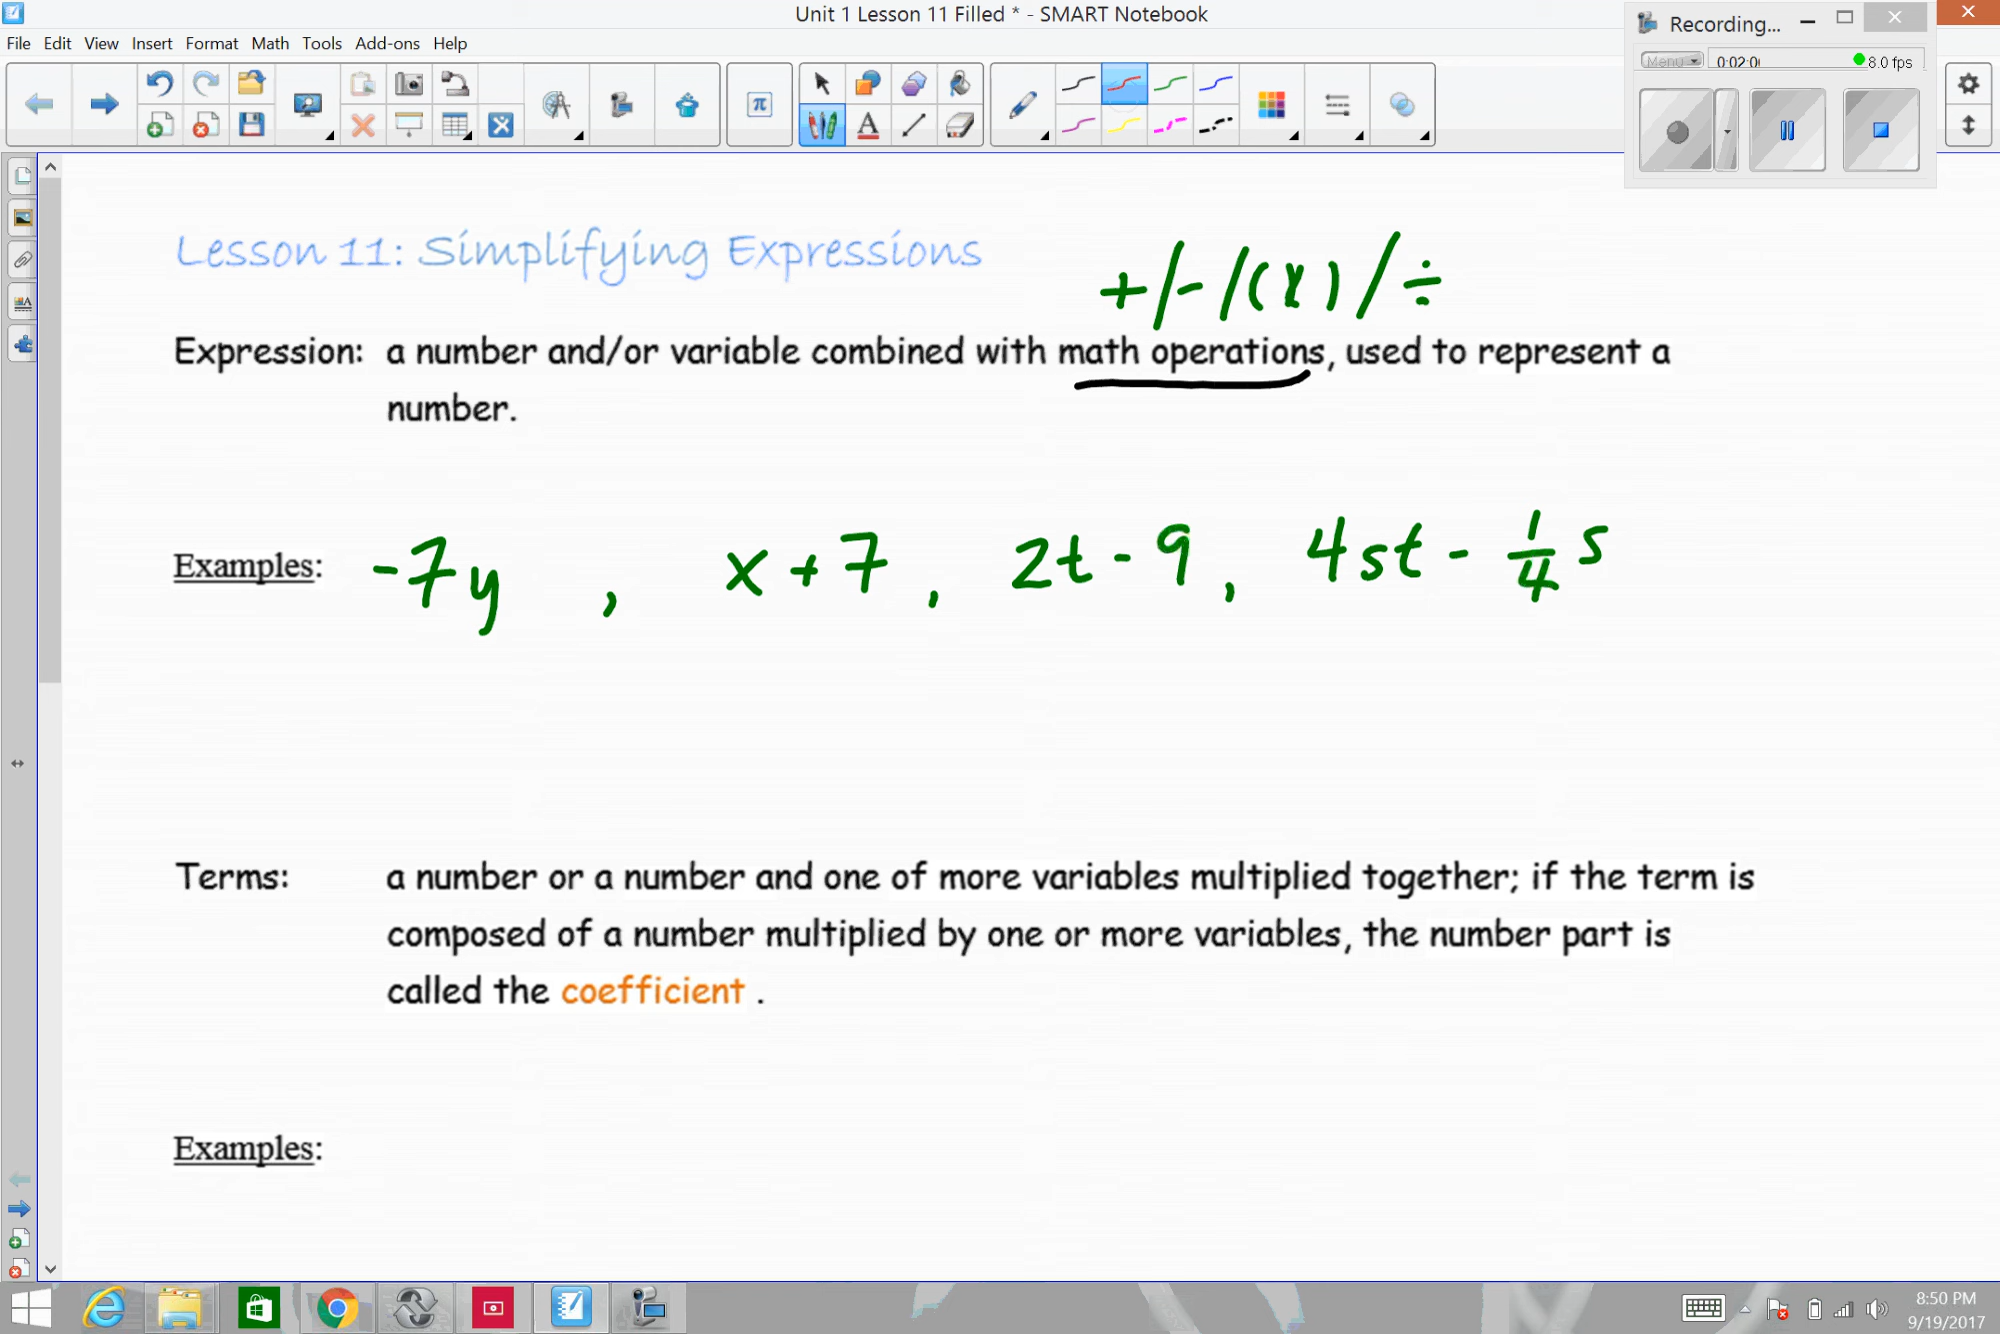 Unit 1 Lesson 11 Filled * - SMART Notebook
Recording...
File Edit View Insert Format Math Tools Add-ons Help
Menu 0:02:0 8.0 fps
π
A
Lesson 11: Simplifying Expressions
+/-/(x)/÷
Expression: a number and/or variable combined with math operations, used to represent a
number.
Examples: -7y , x+7 , 2t-9 , 4st - 1/4 s
Terms: a number or a number and one of more variables multiplied together; if the term is
composed of a number multiplied by one or more variables, the number part is
called the coefficient .
Examples:
8:50 PM
9/19/2017